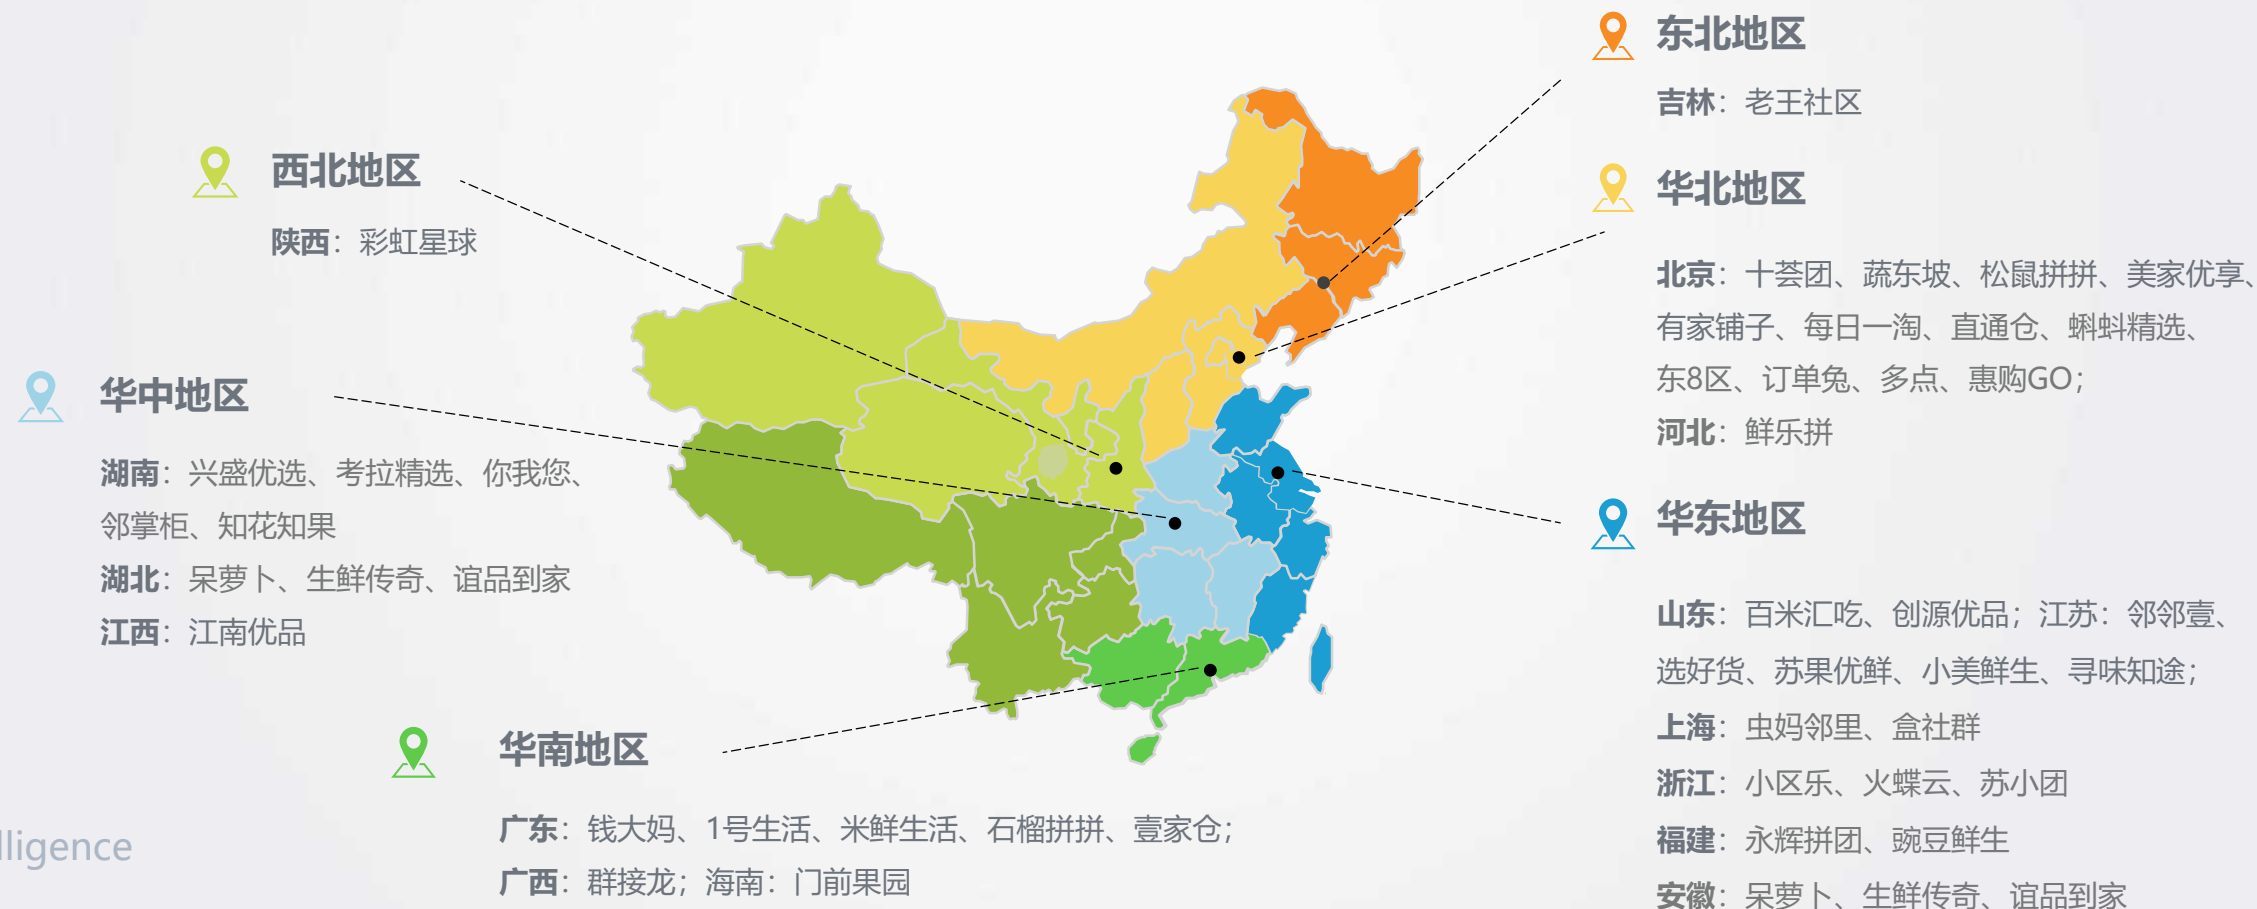 东北地区
吉林：老王社区
西北地区
陕西：彩虹星球
华北地区
北京：十荟团、蔬东坡、松鼠拼拼、美家优享、
有家铺子、每日一淘、直通仓、蝌蚪精选、
东8区、订单兔、多点、惠购GO；
河北：鲜乐拼
华中地区
湖南：兴盛优选、考拉精选、你我您、
邻掌柜、知花知果
湖北：呆萝卜、生鲜传奇、谊品到家
江西：江南优品
华东地区
山东：百米汇吃、创源优品；江苏：邻邻壹、
选好货、苏果优鲜、小美鲜生、寻味知途；
上海：虫妈邻里、盒社群
浙江：小区乐、火蝶云、苏小团
福建：永辉拼团、豌豆鲜生
安徽：呆萝卜、生鲜传奇、谊品到家
华南地区
广东：钱大妈、1号生活、米鲜生活、石榴拼拼、壹家仓；
广西：群接龙；海南：门前果园
lligence